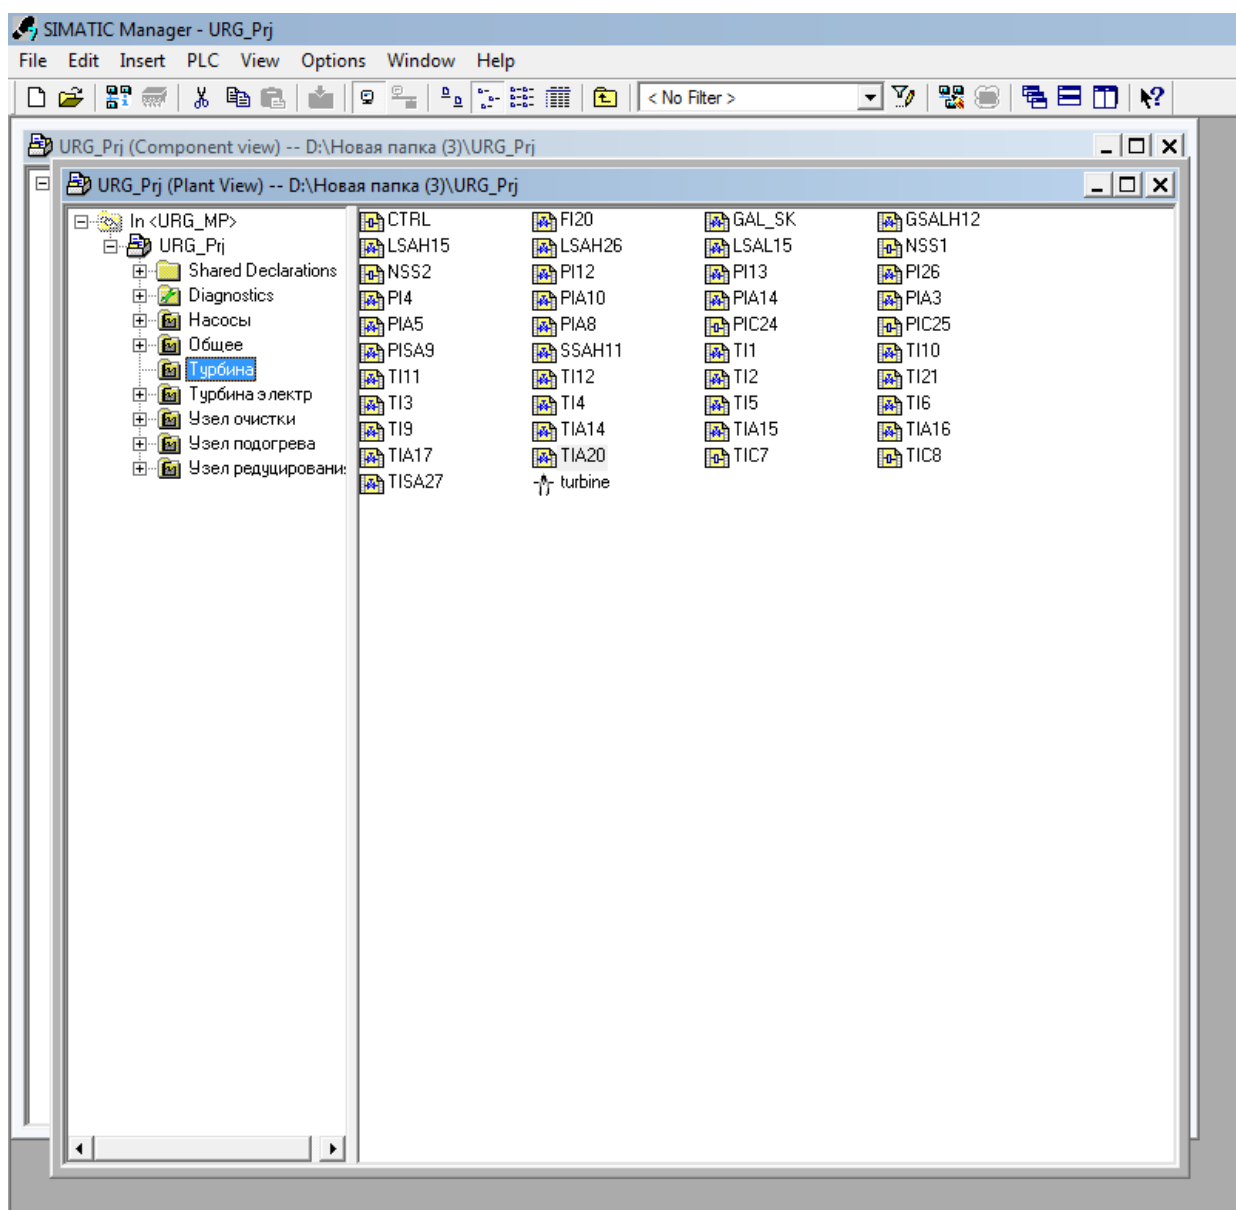 SIMATIC Manager - URG_Prj
File Edit Insert PLC View Options Window Help
< No Filter >
URG_Prj (Component view) -- D:\Новая папка (3)\URG_Prj
URG_Prj (Plant View) -- D:\Новая папка (3)\URG_Prj
In <URG_MP>
URG_Prj
Shared Declarations
Diagnostics
Насосы
Общее
Турбина
Турбина электр
Узел очистки
Узел подогрева
Узел редуцировани
CTRL FI20 GAL_SK GSALH12
LSAH15 LSAH26 LSAL15 NSS1
NSS2 PI12 PI13 PI26
PI4 PIA10 PIA14 PIA3
PIA5 PIA8 PIC24 PIC25
PISA9 SSAH11 TI1 TI10
TI11 TI12 TI2 TI21
TI3 TI4 TI5 TI6
TI9 TIA14 TIA15 TIA16
TIA17 TIA20 TIC7 TIC8
TISA27 turbine